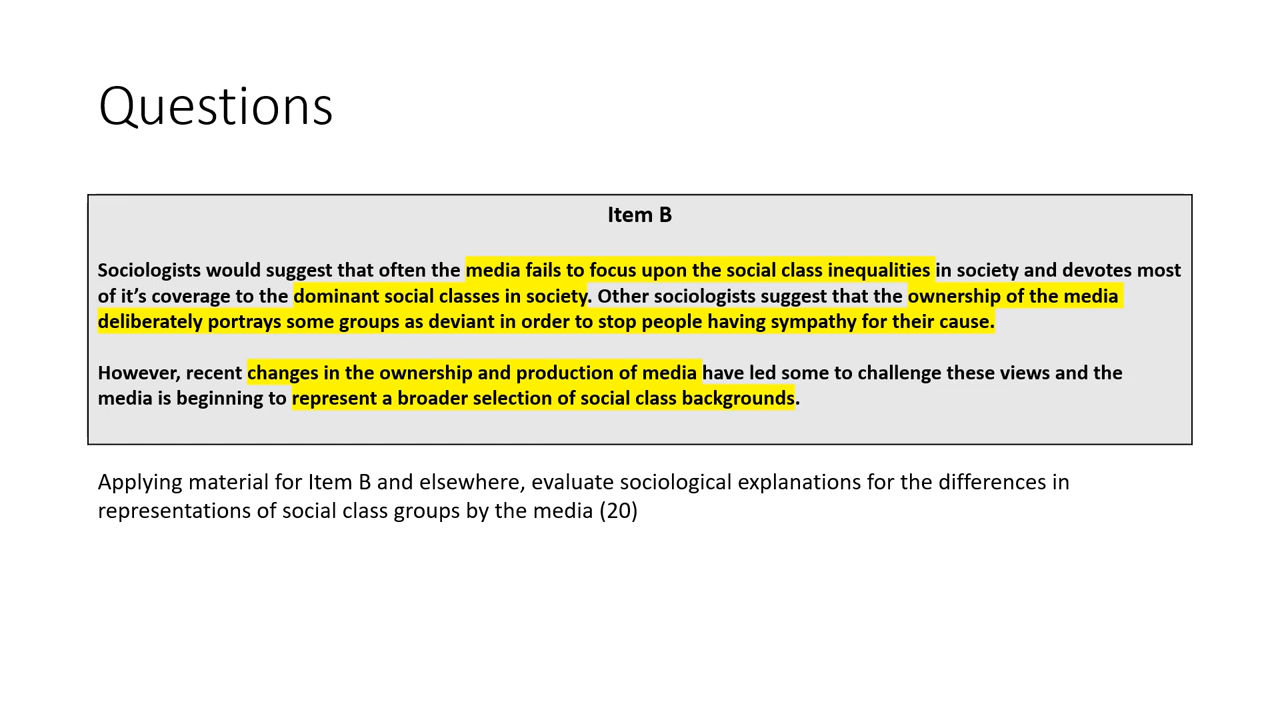 Questions
Item B
Sociologists would suggest that often the media fails to focus upon the social class inequalities in society and devotes most
of it's coverage to the dominant social classes in society. Other sociologists suggest that the ownership of the media
deliberately portrays some groups as deviant in order to stop people having sympathy for their cause.
However, recent changes in the ownership and production of media have led some to challenge these views and the
media is beginning to represent a broader selection of social class backgrounds.
Applying material for Item B and elsewhere, evaluate sociological explanations for the differences in
representations of social class groups by the media (20)